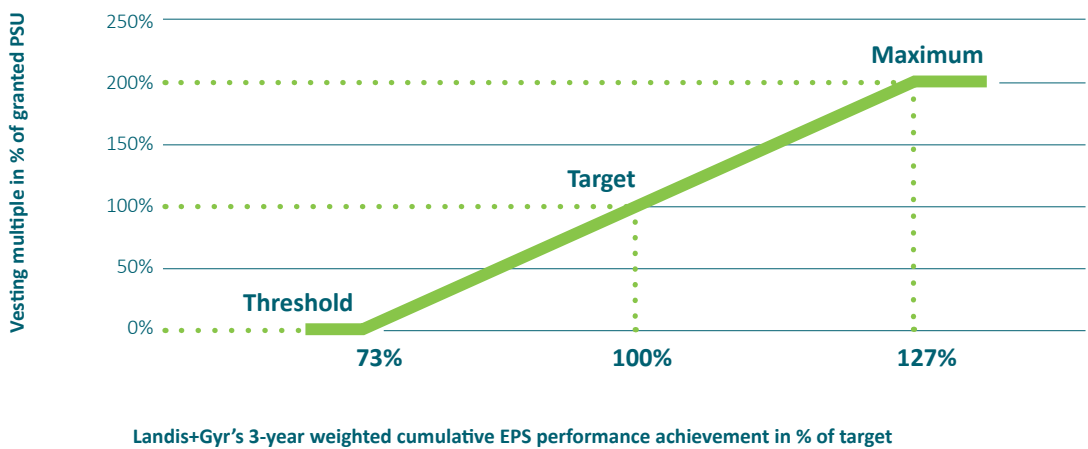 Vesting multiple in % of granted PSU
250%
200%
150%
100%
50%
0%
Maximum
Target
Threshold
73%
100%
127%
Landis+Gyr’s 3-year weighted cumulative EPS performance achievement in % of target